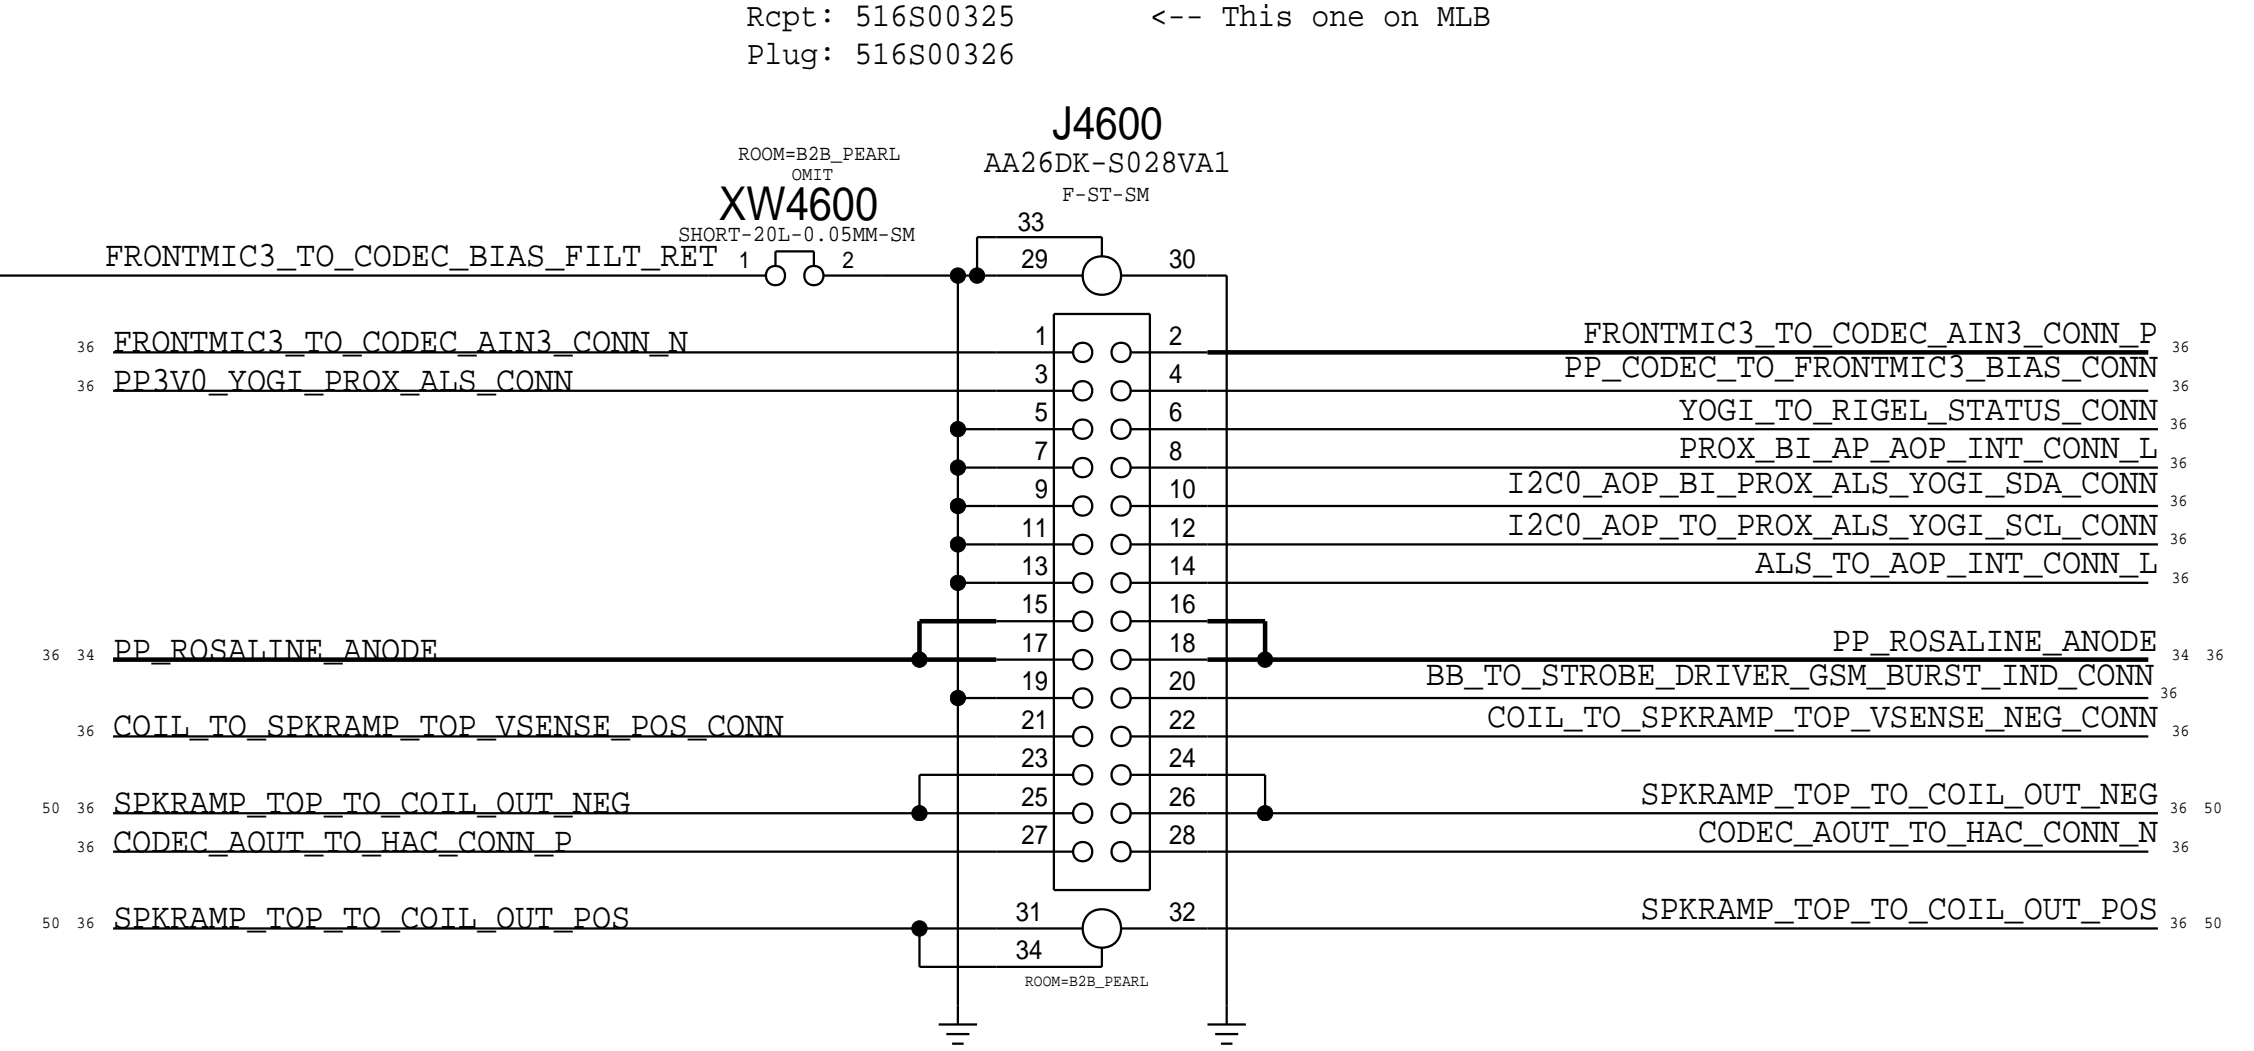 Rcpt: 516S00325 <-- This one on MLB
Plug: 516S00326
J4600
AA26DK-S028VA1
F-ST-SM
ROOM=B2B_PEARL
OMIT
XW4600
SHORT-20L-0.05MM-SM
FRONTMIC3_TO_CODEC_BIAS_FILT_RET 1 2
33
29 30
36 FRONTMIC3_TO_CODEC_AIN3_CONN_N 1 2 FRONTMIC3_TO_CODEC_AIN3_CONN_P 36
36 PP3V0_YOGI_PROX_ALS_CONN 3 4 PP_CODEC_TO_FRONTMIC3_BIAS_CONN 36
5 6 YOGI_TO_RIGEL_STATUS_CONN 36
7 8 PROX_BI_AP_AOP_INT_CONN_L 36
9 10 I2C0_AOP_BI_PROX_ALS_YOGI_SDA_CONN 36
11 12 I2C0_AOP_TO_PROX_ALS_YOGI_SCL_CONN 36
13 14 ALS_TO_AOP_INT_CONN_L 36
15 16
36 34 PP_ROSALINE_ANODE 17 18 PP_ROSALINE_ANODE 34 36
19 20 BB_TO_STROBE_DRIVER_GSM_BURST_IND_CONN 36
36 COIL_TO_SPKRAMP_TOP_VSENSE_POS_CONN 21 22 COIL_TO_SPKRAMP_TOP_VSENSE_NEG_CONN 36
23 24
50 36 SPKRAMP_TOP_TO_COIL_OUT_NEG 25 26 SPKRAMP_TOP_TO_COIL_OUT_NEG 36 50
36 CODEC_AOUT_TO_HAC_CONN_P 27 28 CODEC_AOUT_TO_HAC_CONN_N 36
50 36 SPKRAMP_TOP_TO_COIL_OUT_POS 31 32 SPKRAMP_TOP_TO_COIL_OUT_POS 36 50
34
ROOM=B2B_PEARL